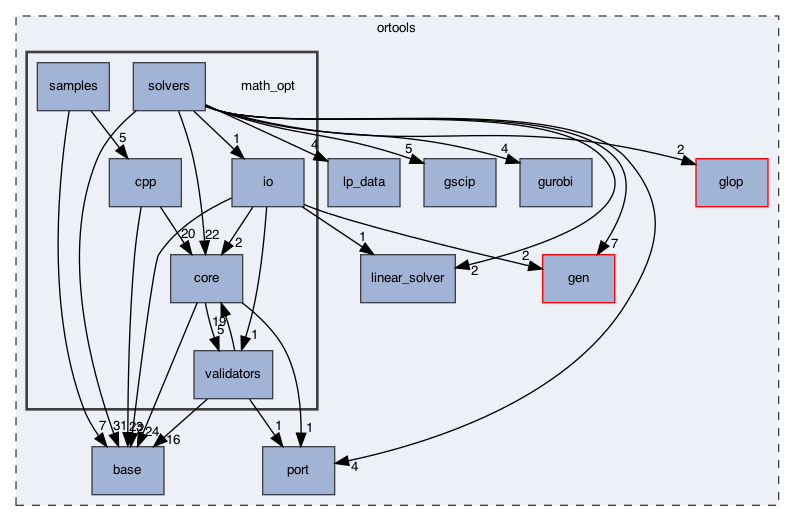 ortools
samples
solvers
math_opt
5
1
4
5
4
2
cpp
io
lp_data
gscip
gurobi
glop
20
22
2
1
2
7
core
linear_solver
2
gen
19
5
1
validators
7
31
24
16
1
1
4
base
port